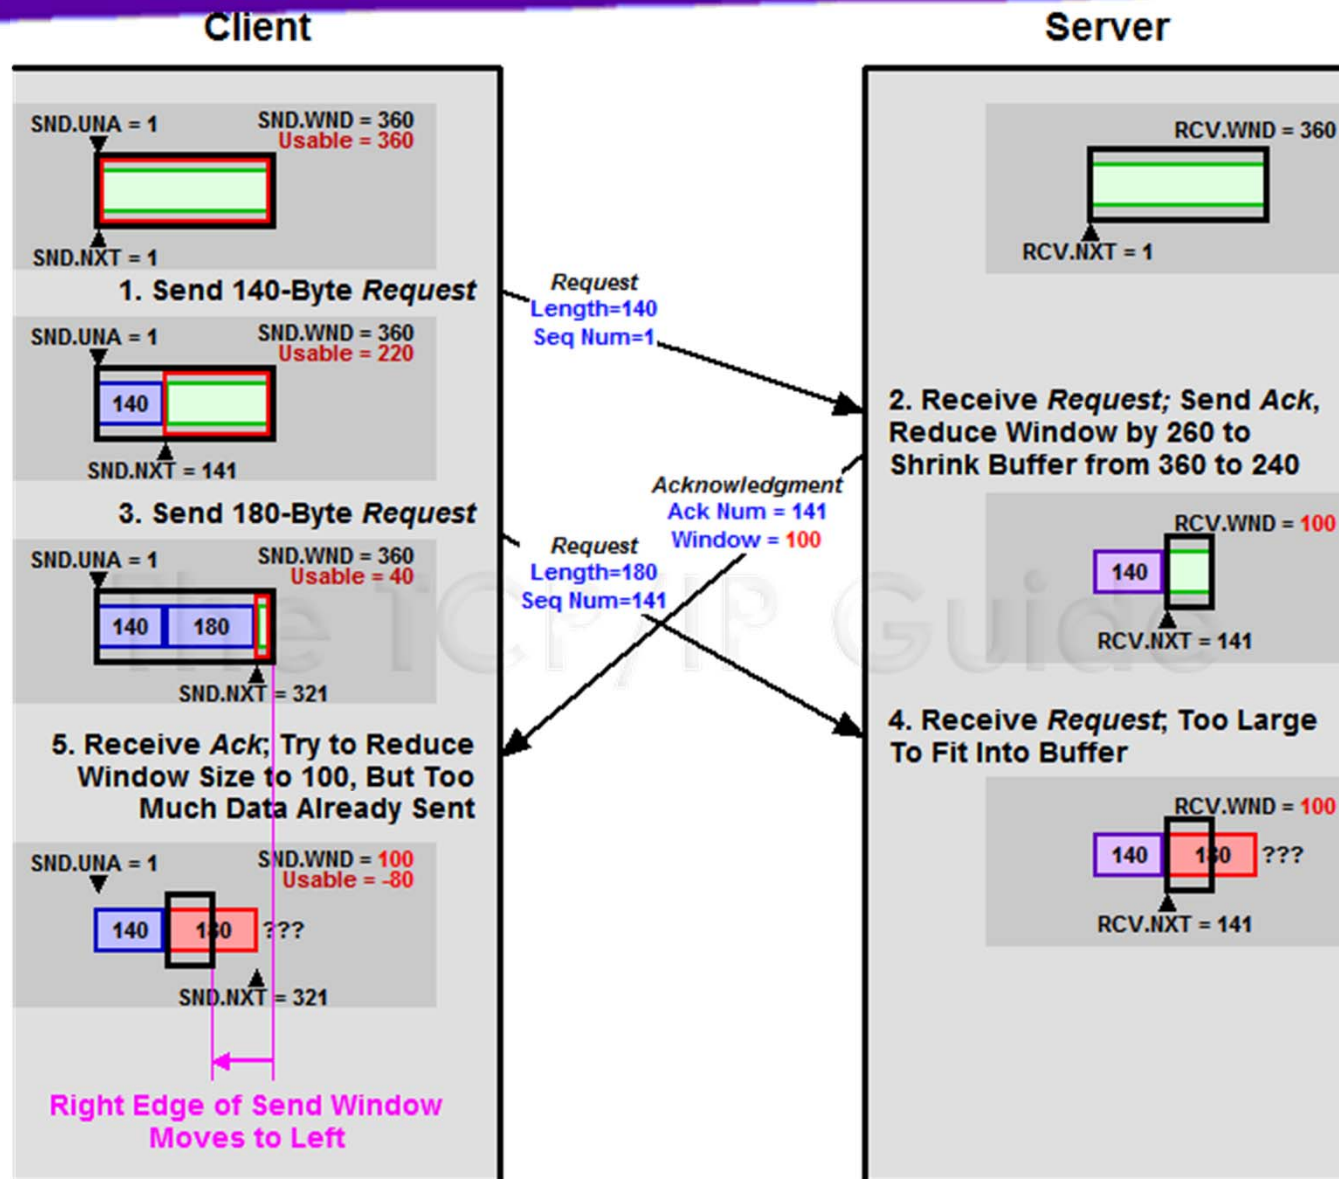 Client
Server
SND.UNA = 1
SND.WND = 360
Usable = 360
SND.NXT = 1
RCV.WND = 360
RCV.NXT = 1
1. Send 140-Byte Request
Request
Length=140
Seq Num=1
SND.UNA = 1
SND.WND = 360
Usable = 220
140
SND.NXT = 141
2. Receive Request; Send Ack,
Reduce Window by 260 to
Shrink Buffer from 360 to 240
Acknowledgment
Ack Num = 141
Window = 100
RCV.WND = 100
140
RCV.NXT = 141
3. Send 180-Byte Request
Request
Length=180
Seq Num=141
SND.UNA = 1
SND.WND = 360
Usable = 40
140
180
SND.NXT = 321
The TCP/IP Guide
4. Receive Request, Too Large
To Fit Into Buffer
RCV.WND = 100
140
180
???
RCV.NXT = 141
5. Receive Ack; Try to Reduce
Window Size to 100, But Too
Much Data Already Sent
SND.UNA = 1
SND.WND = 100
Usable = -80
140
180
???
SND.NXT = 321
Right Edge of Send Window
Moves to Left